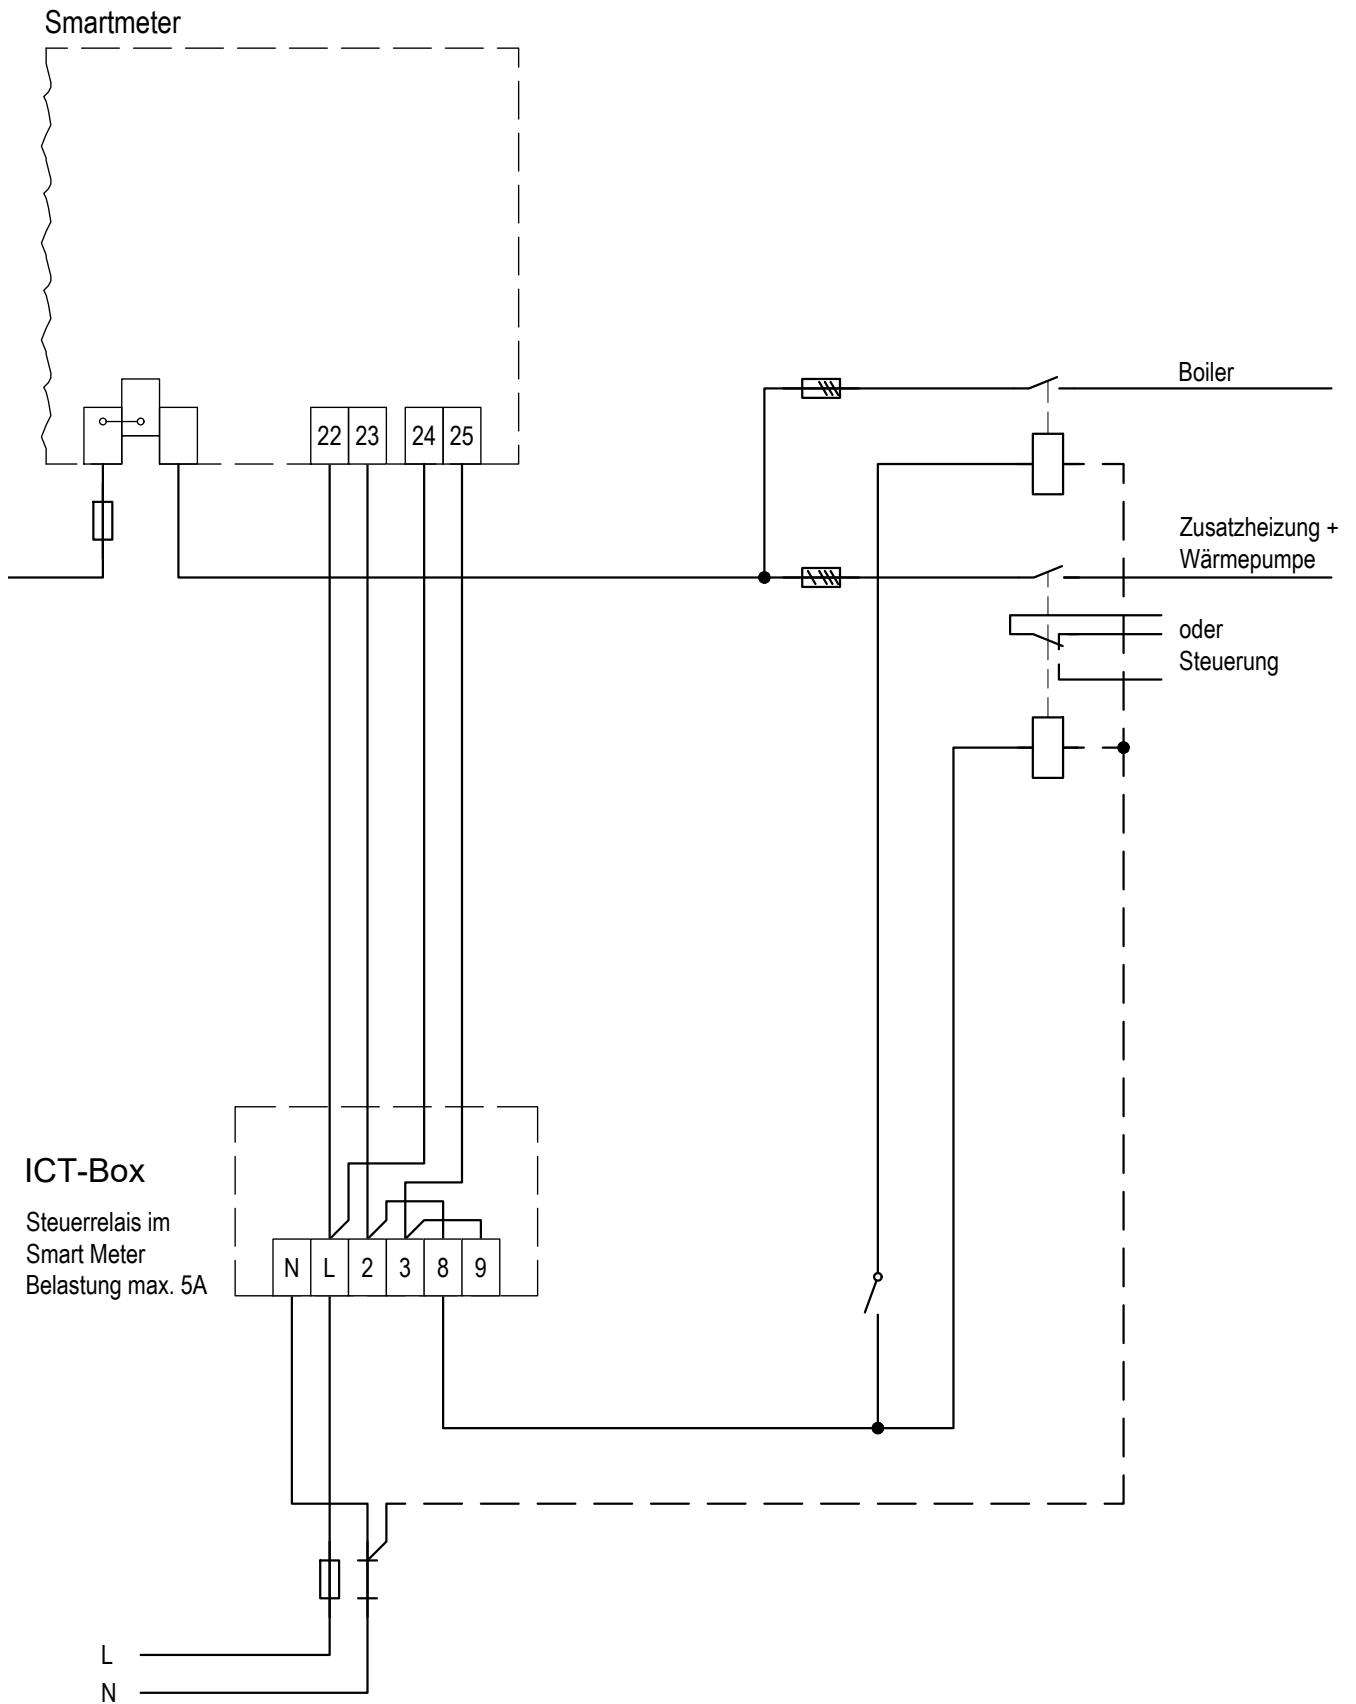 Smartmeter
22 23 24 25
Boiler
Zusatzheizung +
Wärmepumpe
oder
Steuerung
ICT-Box
Steuerrelais im
Smart Meter
Belastung max. 5A
N L 2 3 8 9
L
N